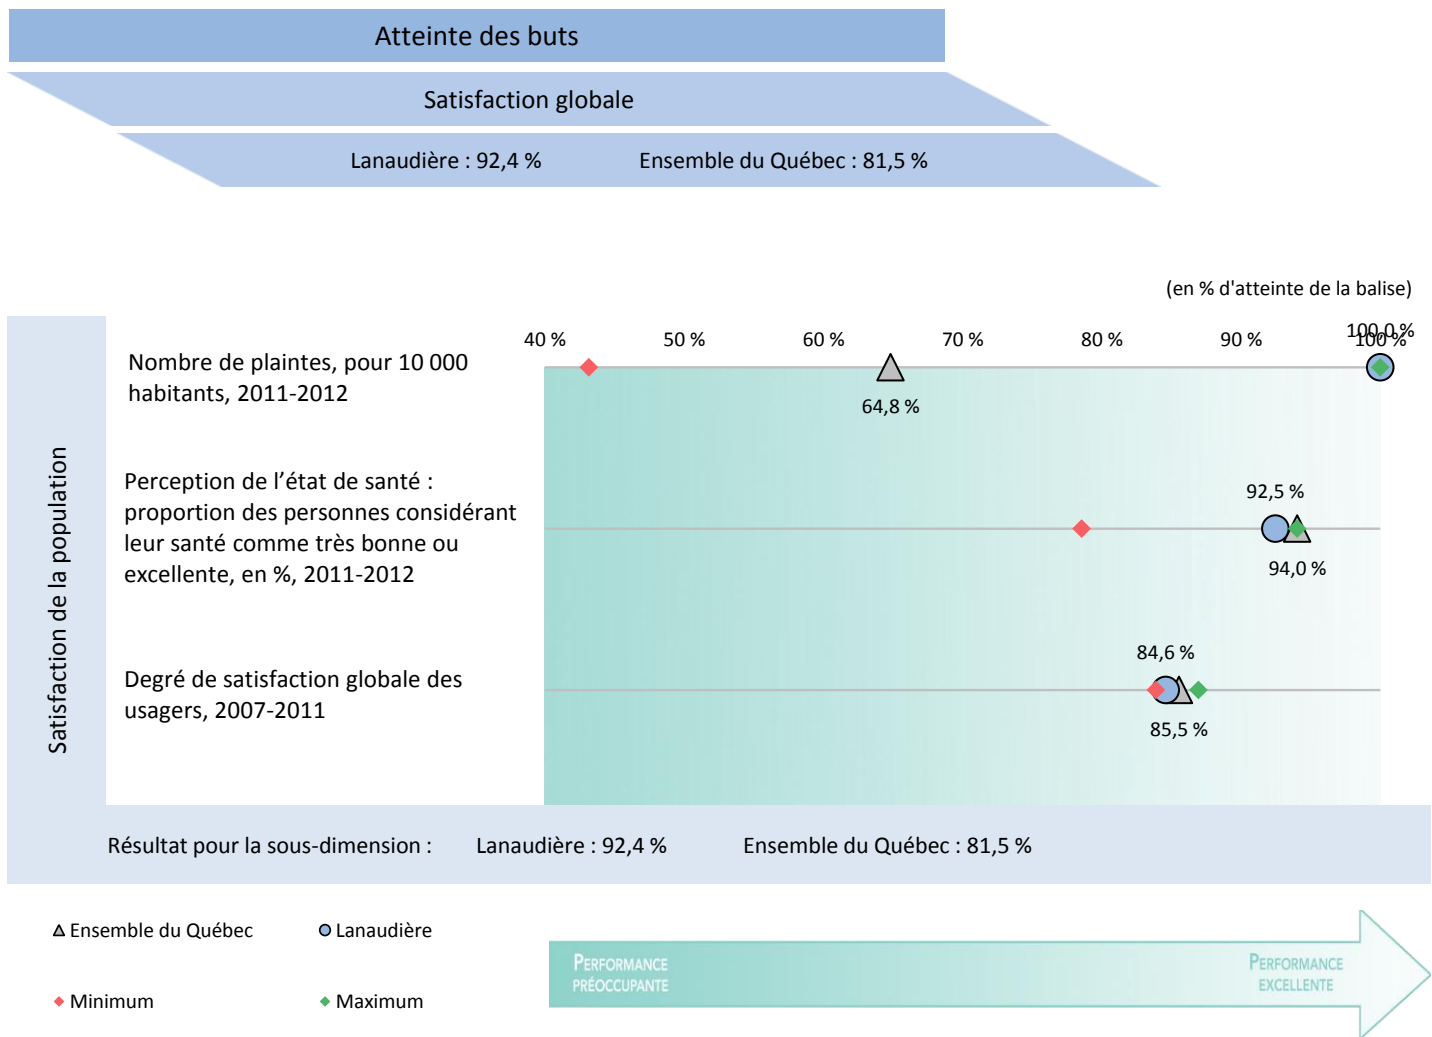 Atteinte des buts
Satisfaction globale
Lanaudière : 92,4 % Ensemble du Québec : 81,5 %
(en % d'atteinte de la balise)
40 % 50 % 60 % 70 % 80 % 90 % 100 %
100,0 %
Nombre de plaintes, pour 10 000
habitants, 2011-2012
64,8 %
Satisfaction de la population
Perception de l’état de santé :
proportion des personnes considérant
leur santé comme très bonne ou
excellente, en %, 2011-2012
92,5 %
94,0 %
Degré de satisfaction globale des
usagers, 2007-2011
84,6 %
85,5 %
Résultat pour la sous-dimension : Lanaudière : 92,4 % Ensemble du Québec : 81,5 %
Ensemble du Québec Lanaudière
Minimum Maximum
PERFORMANCE
PRÉOCCUPANTE
PERFORMANCE
EXCELLENTE